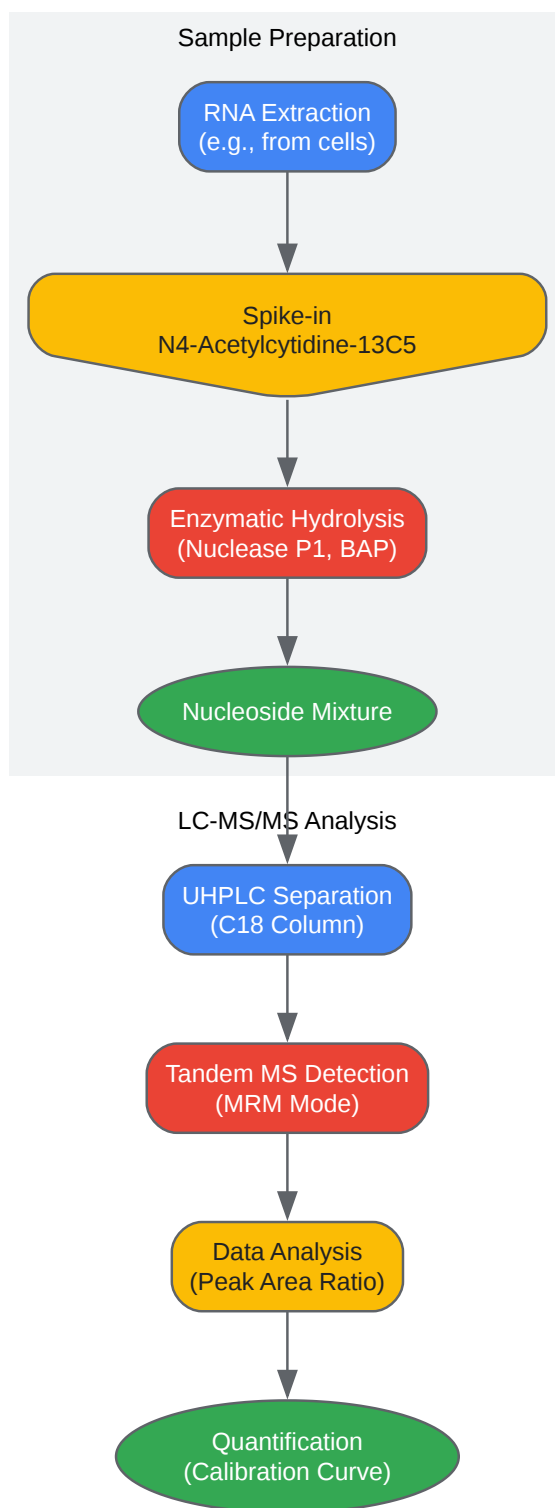 Sample Preparation
RNA Extraction
(e.g., from cells)
Spike-in
N4-Acetylcytidine-13C5
Enzymatic Hydrolysis
(Nuclease P1, BAP)
Nucleoside Mixture
LC-MS/MS Analysis
UHPLC Separation
(C18 Column)
Tandem MS Detection
(MRM Mode)
Data Analysis
(Peak Area Ratio)
Quantification
(Calibration Curve)